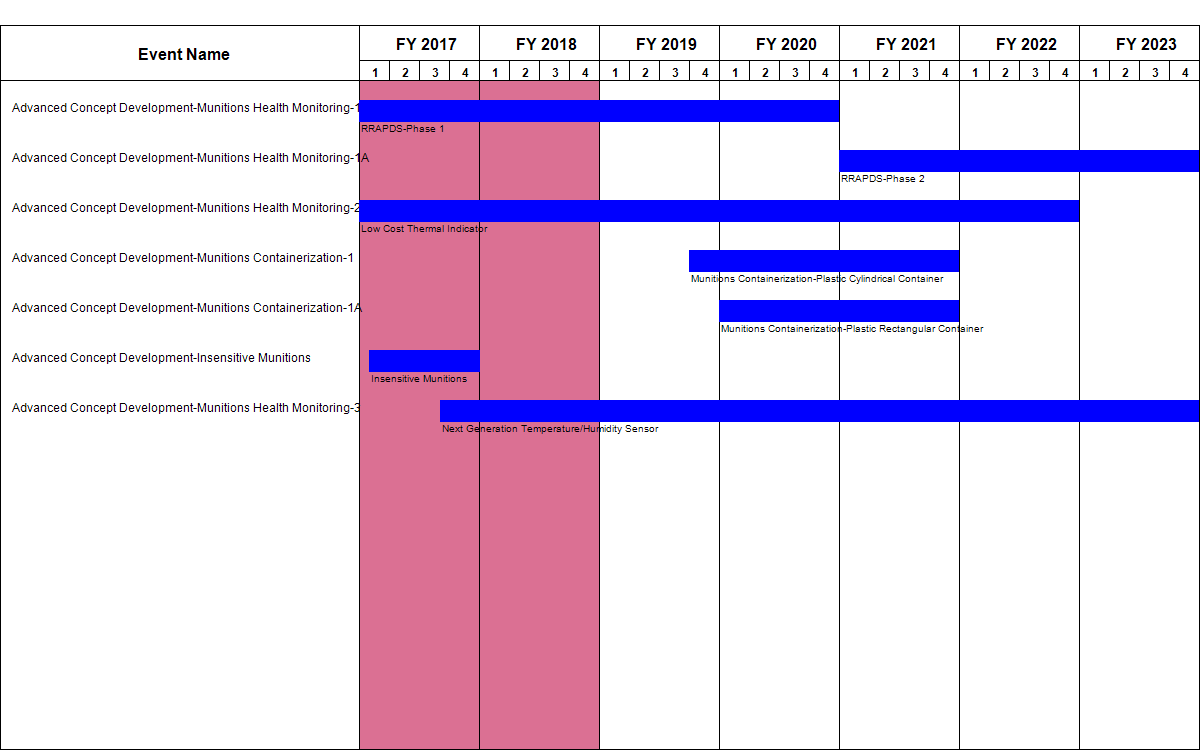 Event Name
FY 2017 FY 2018 FY 2019 FY 2020 FY 2021 FY 2022 FY 2023
1 2 3 4 1 2 3 4 1 2 3 4 1 2 3 4 1 2 3 4 1 2 3 4 1 2 3 4
Advanced Concept Development-Munitions Health Monitoring-1
RRAPDS-Phase 1
Advanced Concept Development-Munitions Health Monitoring-1A
RRAPDS-Phase 2
Advanced Concept Development-Munitions Health Monitoring-2
Low Cost Thermal Indicator
Advanced Concept Development-Munitions Containerization-1
Munitions Containerization-Plastic Cylindrical Container
Advanced Concept Development-Munitions Containerization-1A
Munitions Containerization-Plastic Rectangular Container
Advanced Concept Development-Insensitive Munitions
Insensitive Munitions
Advanced Concept Development-Munitions Health Monitoring-3
Next Generation Temperature/Humidity Sensor